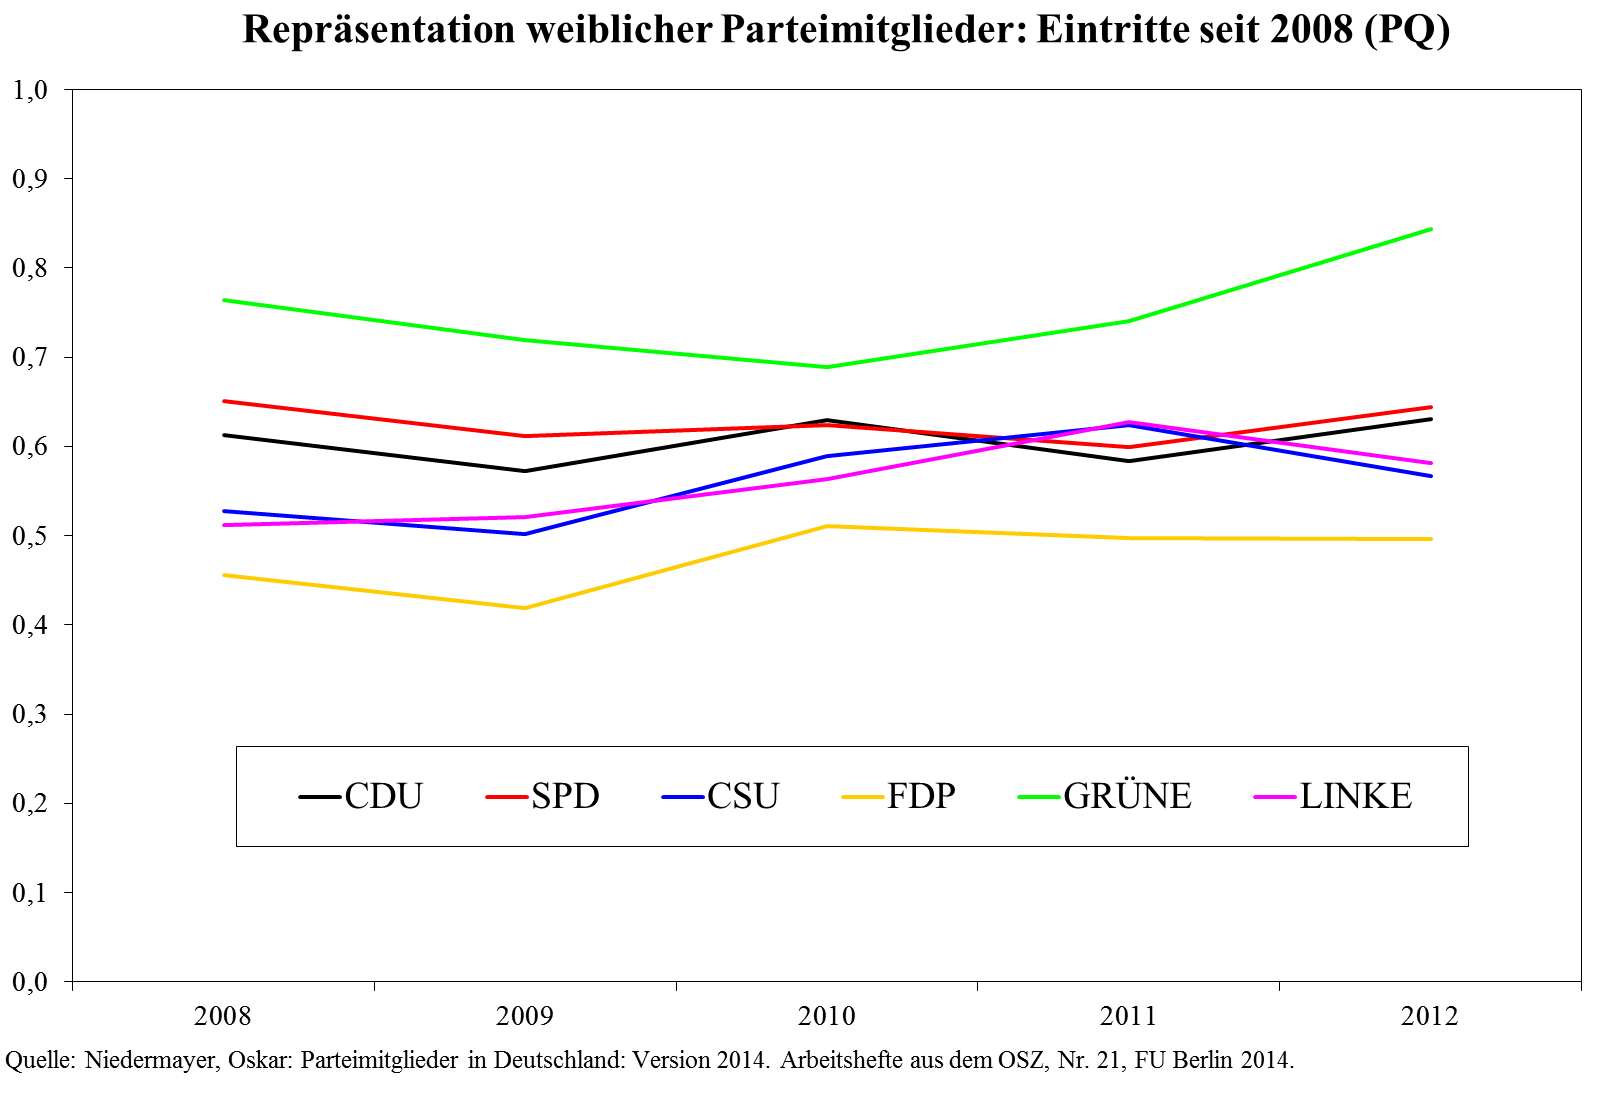 Repräsentation weiblicher Parteimitglieder: Eintritte seit 2008 (PQ)
1,0
0,9
0,8
0,7
0,6
0,5
0,4
0,3
0,2
0,1
0,0
CDU SPD CSU FDP GRÜNE LINKE
2008 2009 2010 2011 2012
Quelle: Niedermayer, Oskar: Parteimitglieder in Deutschland: Version 2014. Arbeitshefte aus dem OSZ, Nr. 21, FU Berlin 2014.